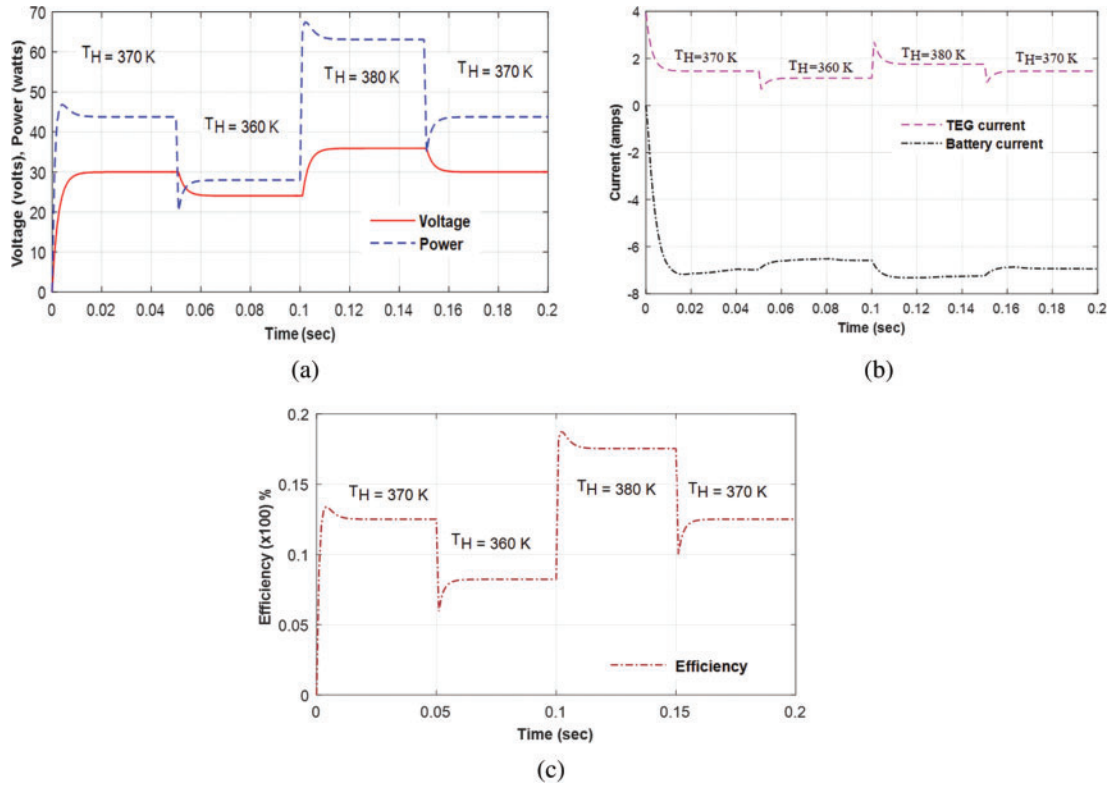 70
60
50
40
30
20
10
0
Voltage (volts), Power (watts)
T_H = 370 K
T_H = 360 K
T_H = 380 K
T_H = 370 K
Voltage
Power
0 0.02 0.04 0.06 0.08 0.1 0.12 0.14 0.16 0.18 0.2
Time (sec)
(a)
4
2
0
-2
-4
-6
-8
Current (amps)
T_H = 370 K
T_H = 360 K
T_H = 380 K
T_H = 370 K
TEG current
Battery current
0 0.02 0.04 0.06 0.08 0.1 0.12 0.14 0.16 0.18 0.2
Time (sec)
(b)
0.2
0.15
0.1
0.05
0
Efficiency (x100) %
T_H = 370 K
T_H = 360 K
T_H = 380 K
T_H = 370 K
Efficiency
0 0.05 0.1 0.15 0.2
Time (sec)
(c)